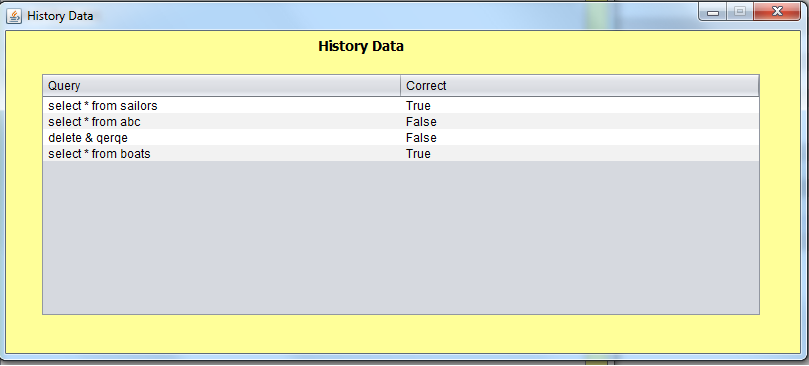 History Data
History Data
Query Correct
select * from sailors True
select * from abc False
delete & qerqe False
select * from boats True